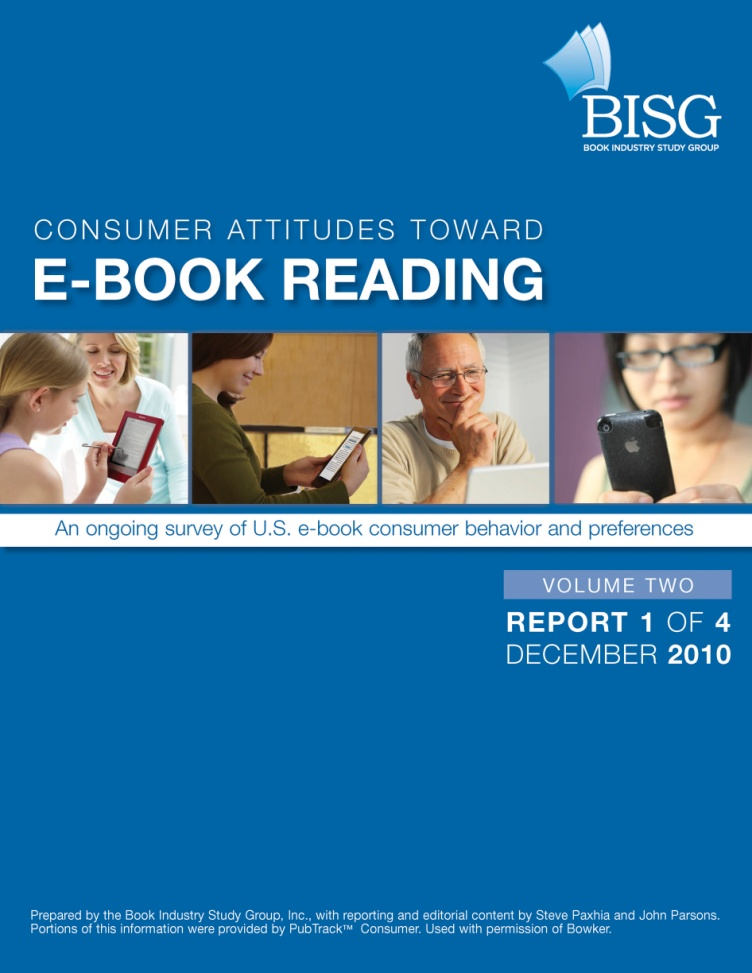 BISG
BOOK INDUSTRY STUDY GROUP
CONSUMER ATTITUDES TOWARD
E-BOOK READING
An ongoing survey of U.S. e-book consumer behavior and preferences
VOLUME TWO
REPORT 1 OF 4
DECEMBER 2010
Prepared by the Book Industry Study Group, Inc., with reporting and editorial content by Steve Paxhia and John Parsons.
Portions of this information were provided by PubTrack™ Consumer. Used with permission of Bowker.